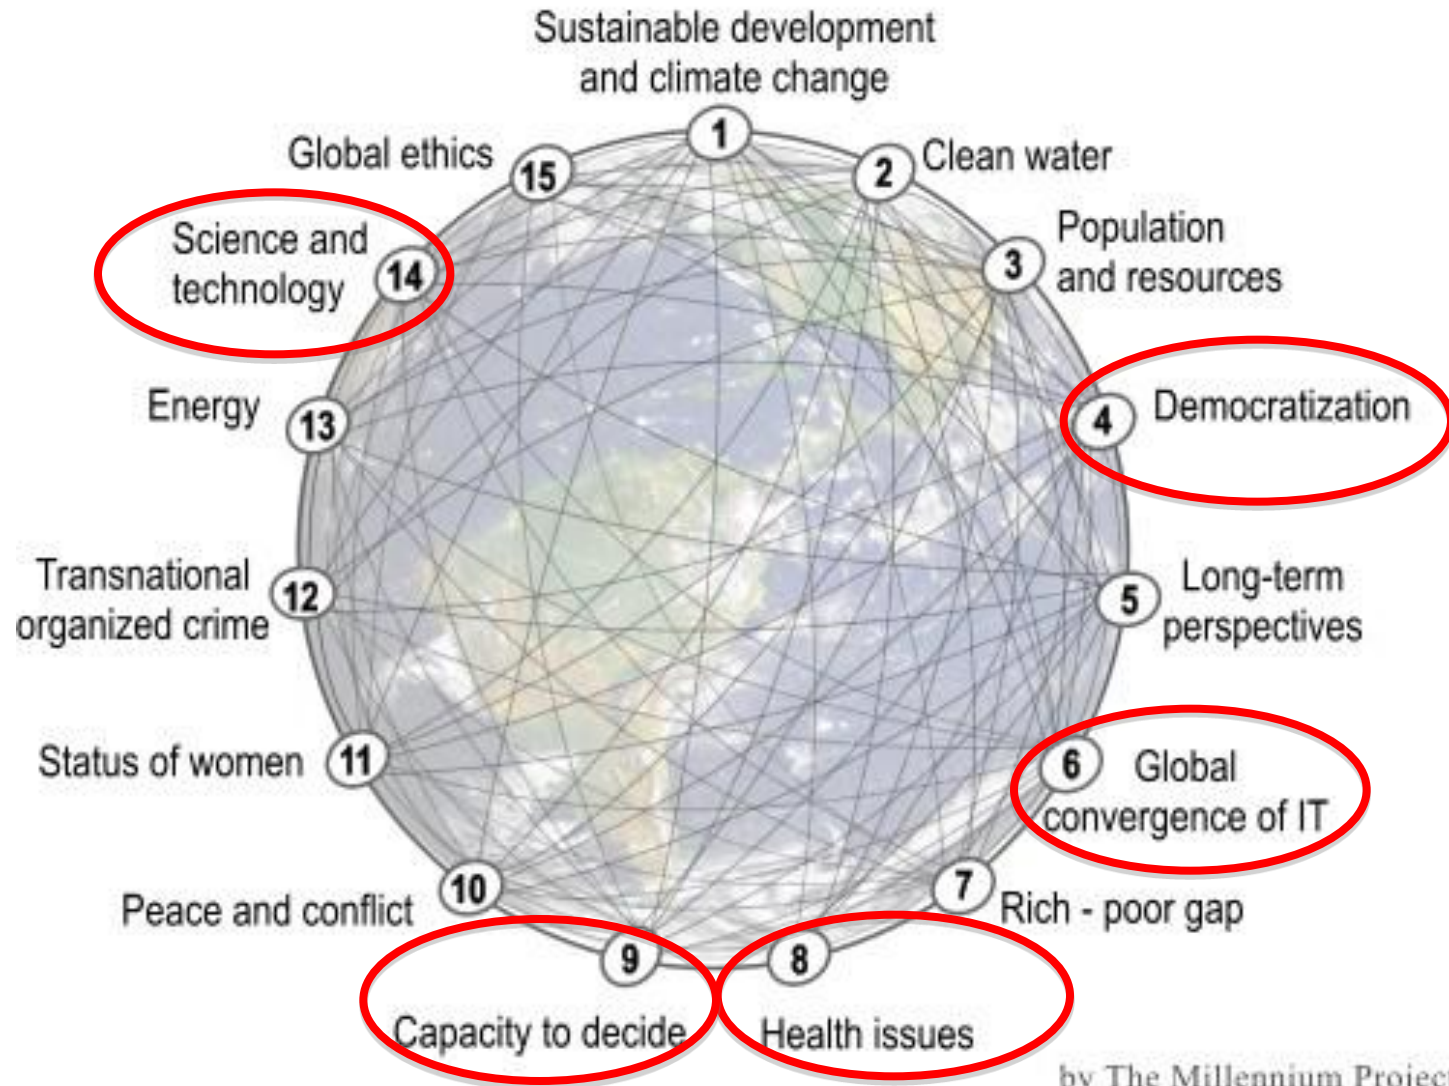 Sustainable development
and climate change
1
2
Clean water
3
Population
and resources
4
Democratization
5
Long-term
perspectives
6
Global
convergence of IT
7
Rich - poor gap
8
Health issues
9
Capacity to decide
10
Peace and conflict
11
Status of women
12
Transnational
organized crime
13
Energy
14
Science and
technology
15
Global ethics
by The Millennium Project